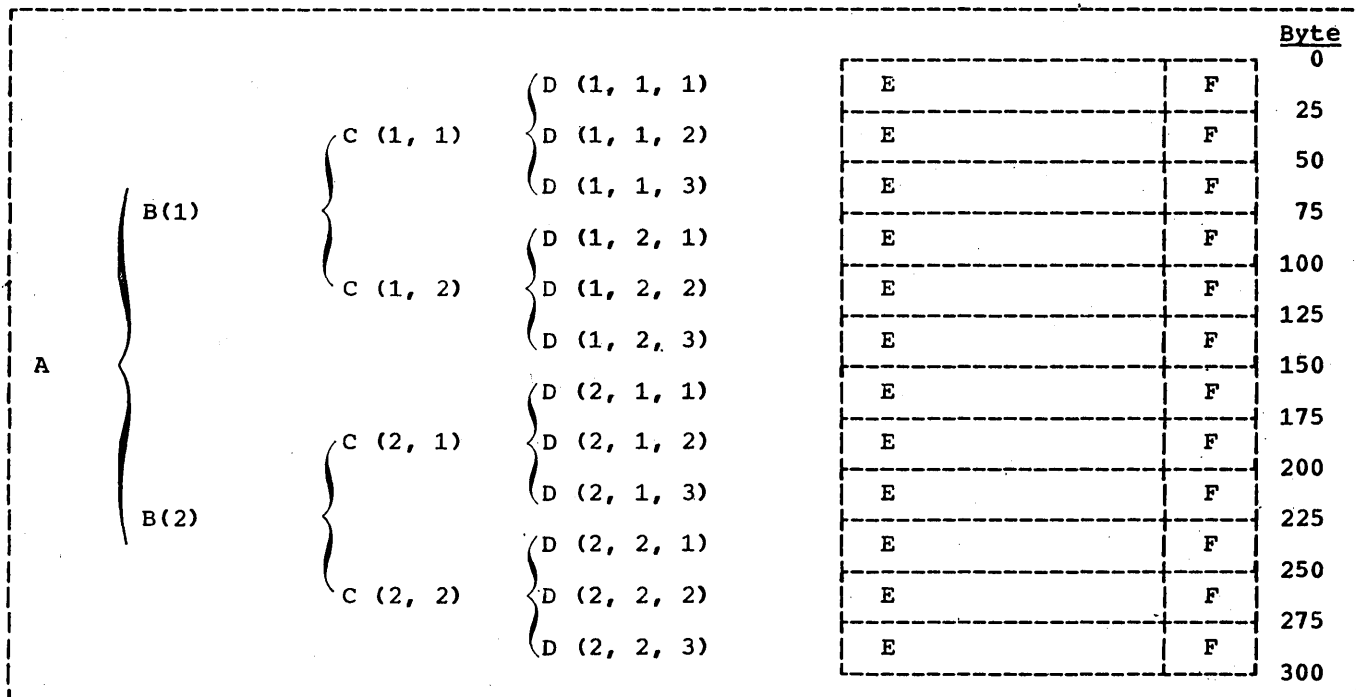 Byte
0
D (1, 1, 1) E F
25
C (1, 1) D (1, 1, 2) E F
50
D (1, 1, 3) E F
B(1) 75
D (1, 2, 1) E F
100
C (1, 2) D (1, 2, 2) E F
125
D (1, 2, 3) E F
A 150
D (2, 1, 1) E F
175
C (2, 1) D (2, 1, 2) E F
200
D (2, 1, 3) E F
B(2) 225
D (2, 2, 1) E F
250
C (2, 2) D (2, 2, 2) E F
275
D (2, 2, 3) E F
300